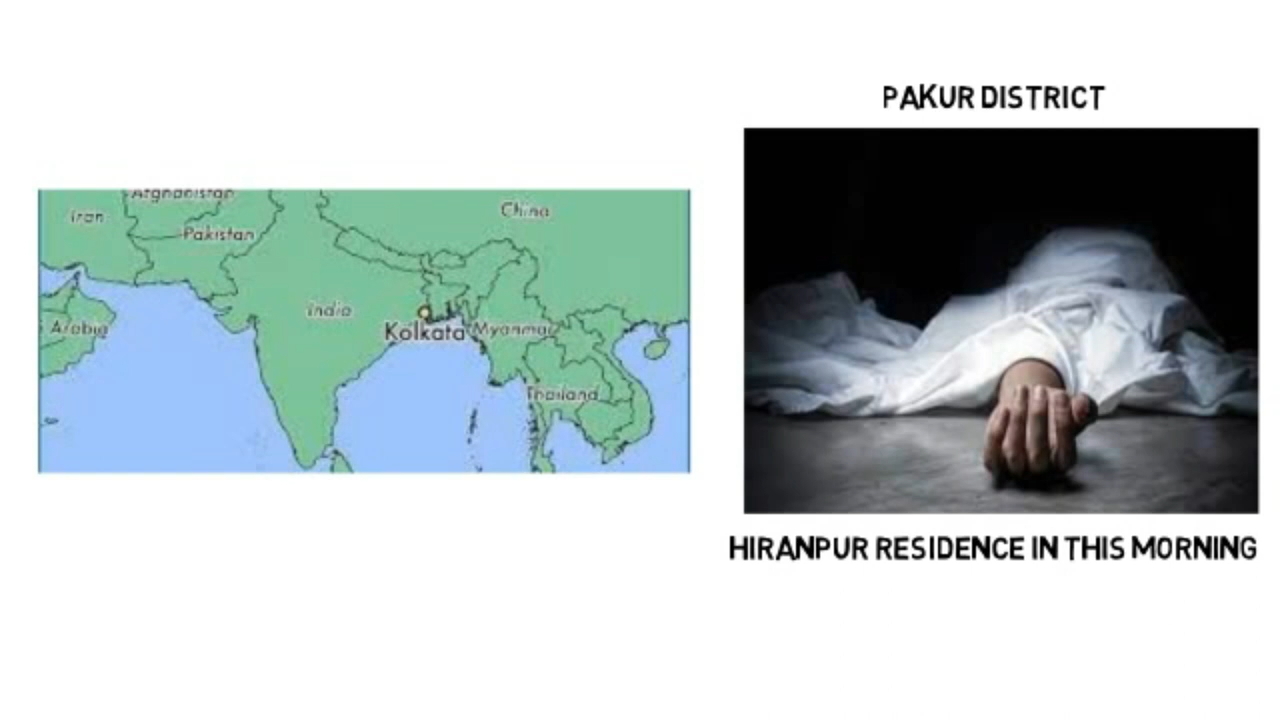 PAKUR DISTRICT
Afghanistan
China
Iran
Pakistan
India
Kolkata
Myanmar
Arabia
Thailand
HIRANPUR RESIDENCE IN THIS MORNING